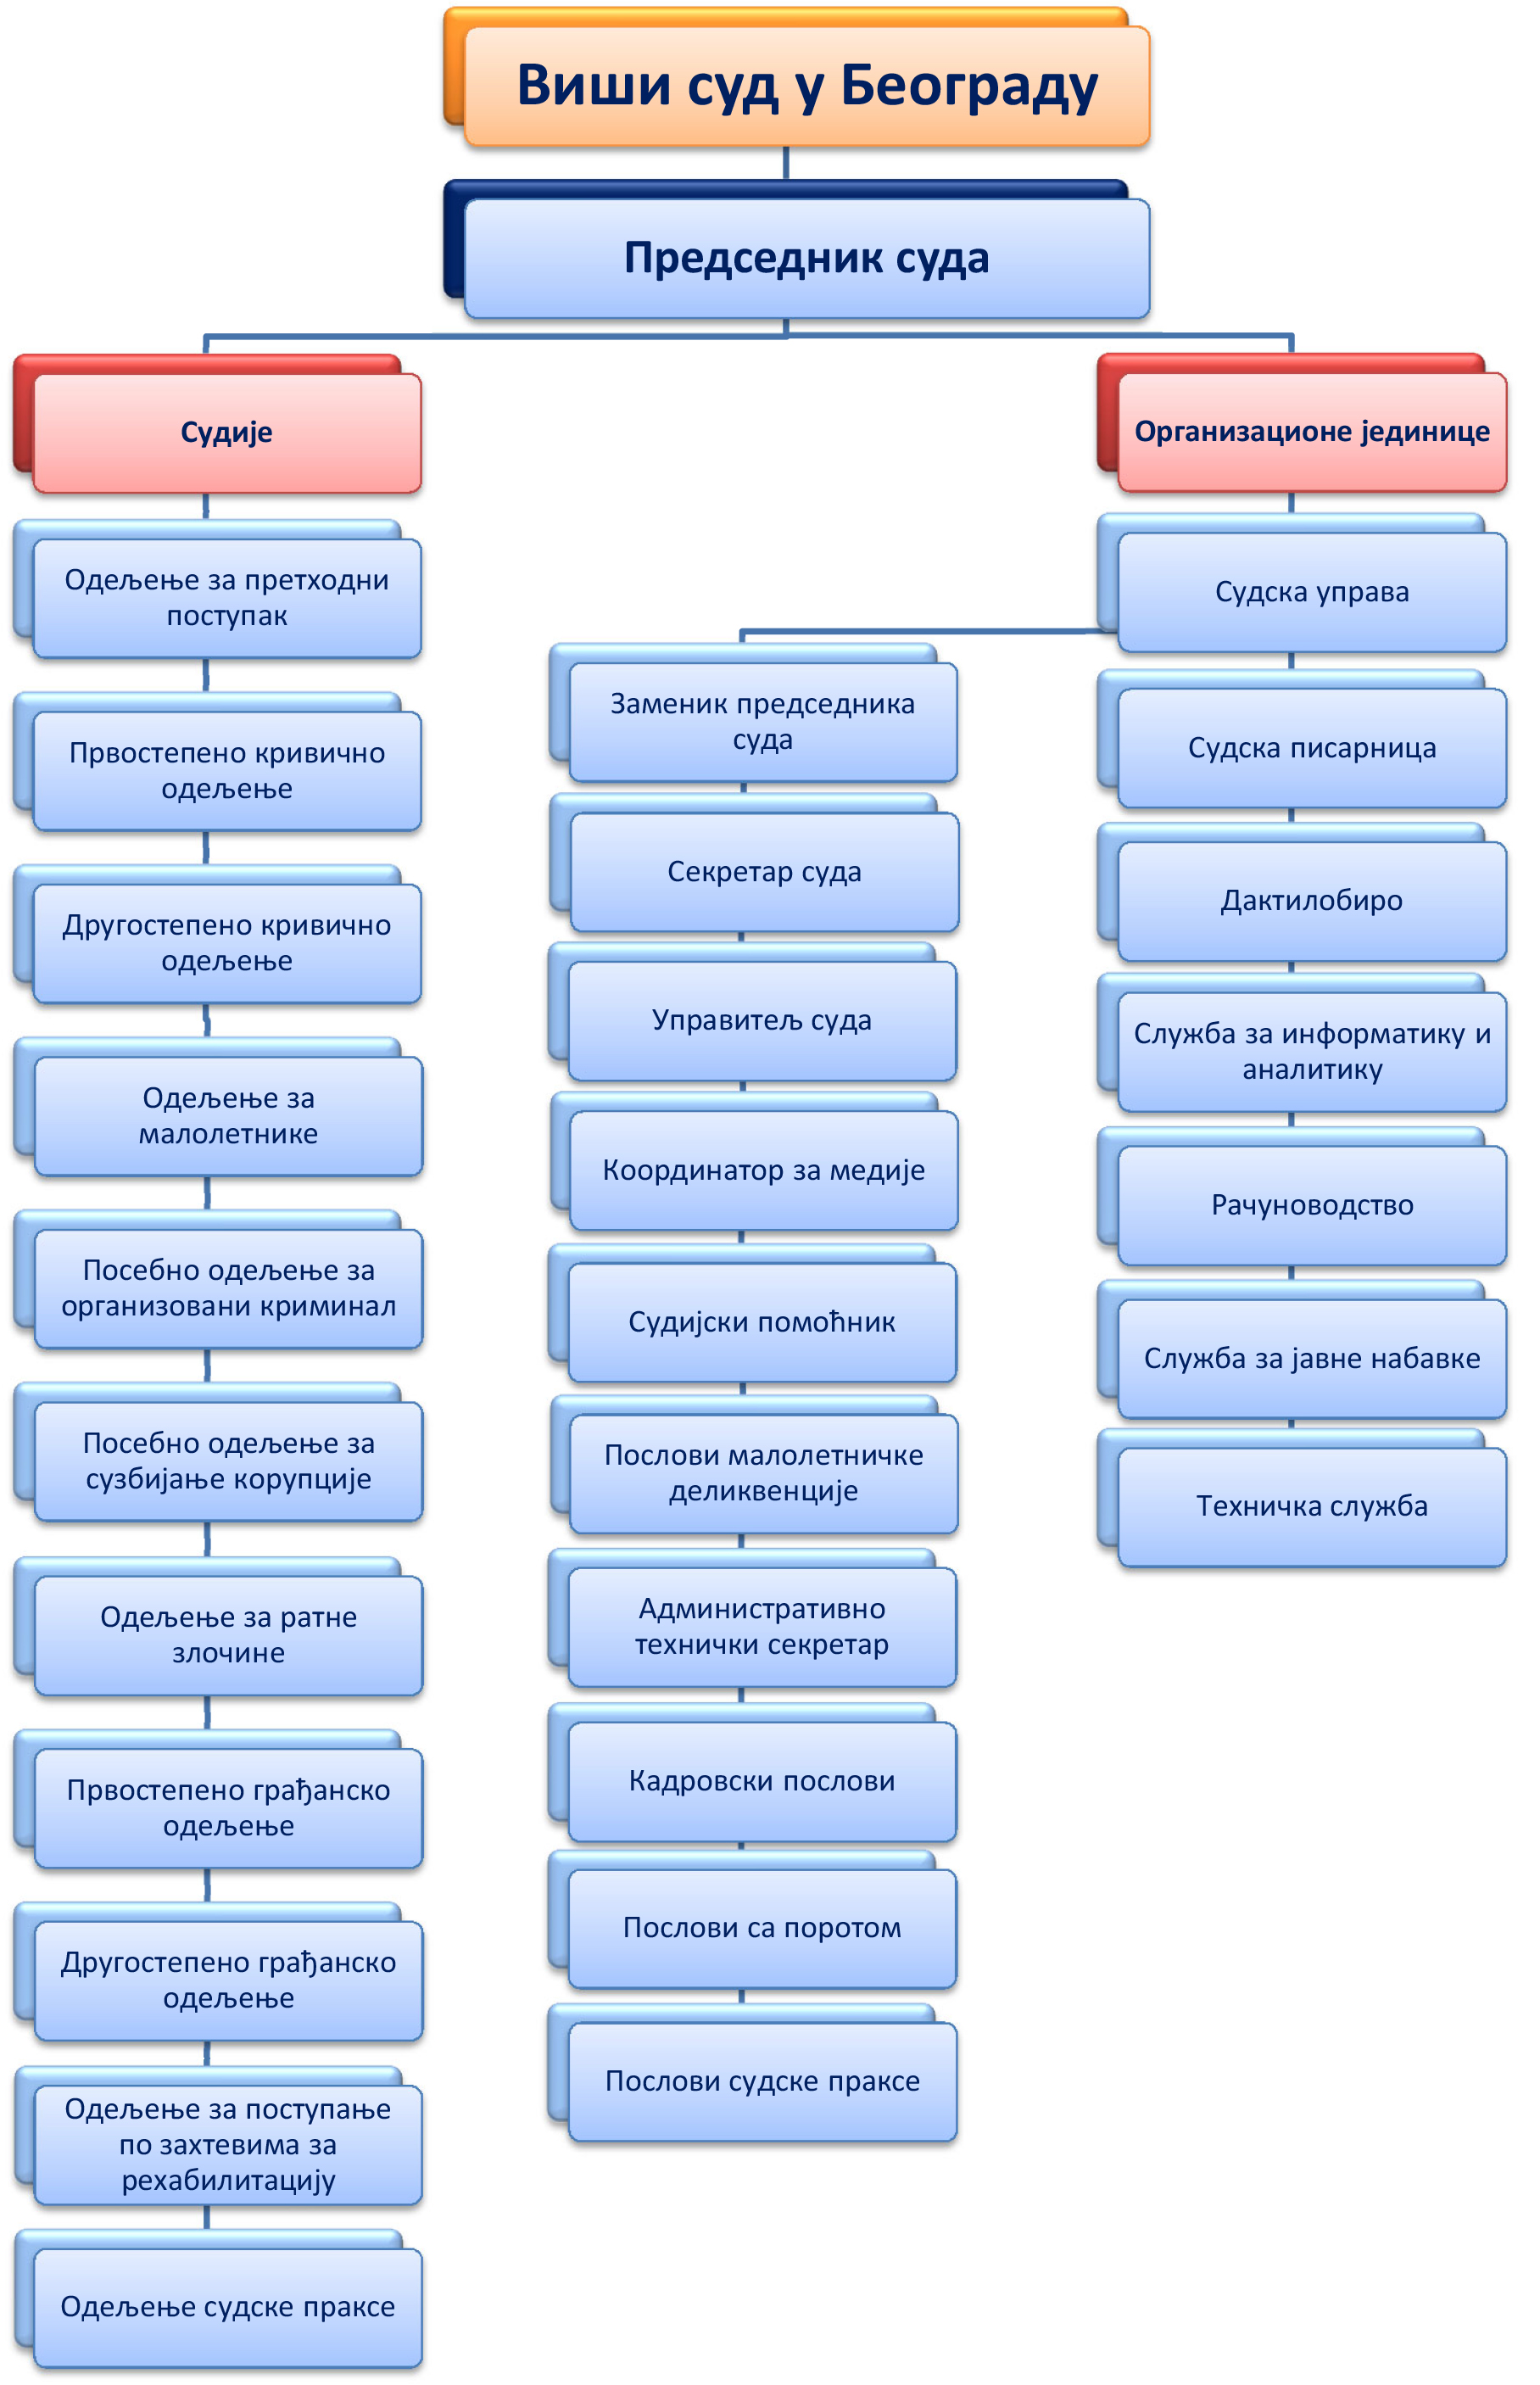 Виши суд у Београду
Председник суда
Судије
Одељење за претходни
поступак
Првостепено кривично
одељење
Другостепено кривично
одељење
Одељење за
малолетнике
Посебно одељење за
организовани криминал
Посебно одељење за
сузбијање корупције
Одељење за ратне
злочине
Првостепено грађанско
одељење
Другостепено грађанско
одељење
Одељење за поступање
по захтевима за
рехабилитацију
Одељење судске праксе
Заменик председника
суда
Секретар суда
Управитељ суда
Координатор за медије
Судијски помоћник
Послови малолетничке
деликвенције
Административно
технички секретар
Кадровски послови
Послови са поротом
Послови судске праксе
Организационе јединице
Судска управа
Судска писарница
Дактилобиро
Служба за информатику и
аналитику
Рачуноводство
Служба за јавне набавке
Техничка служба